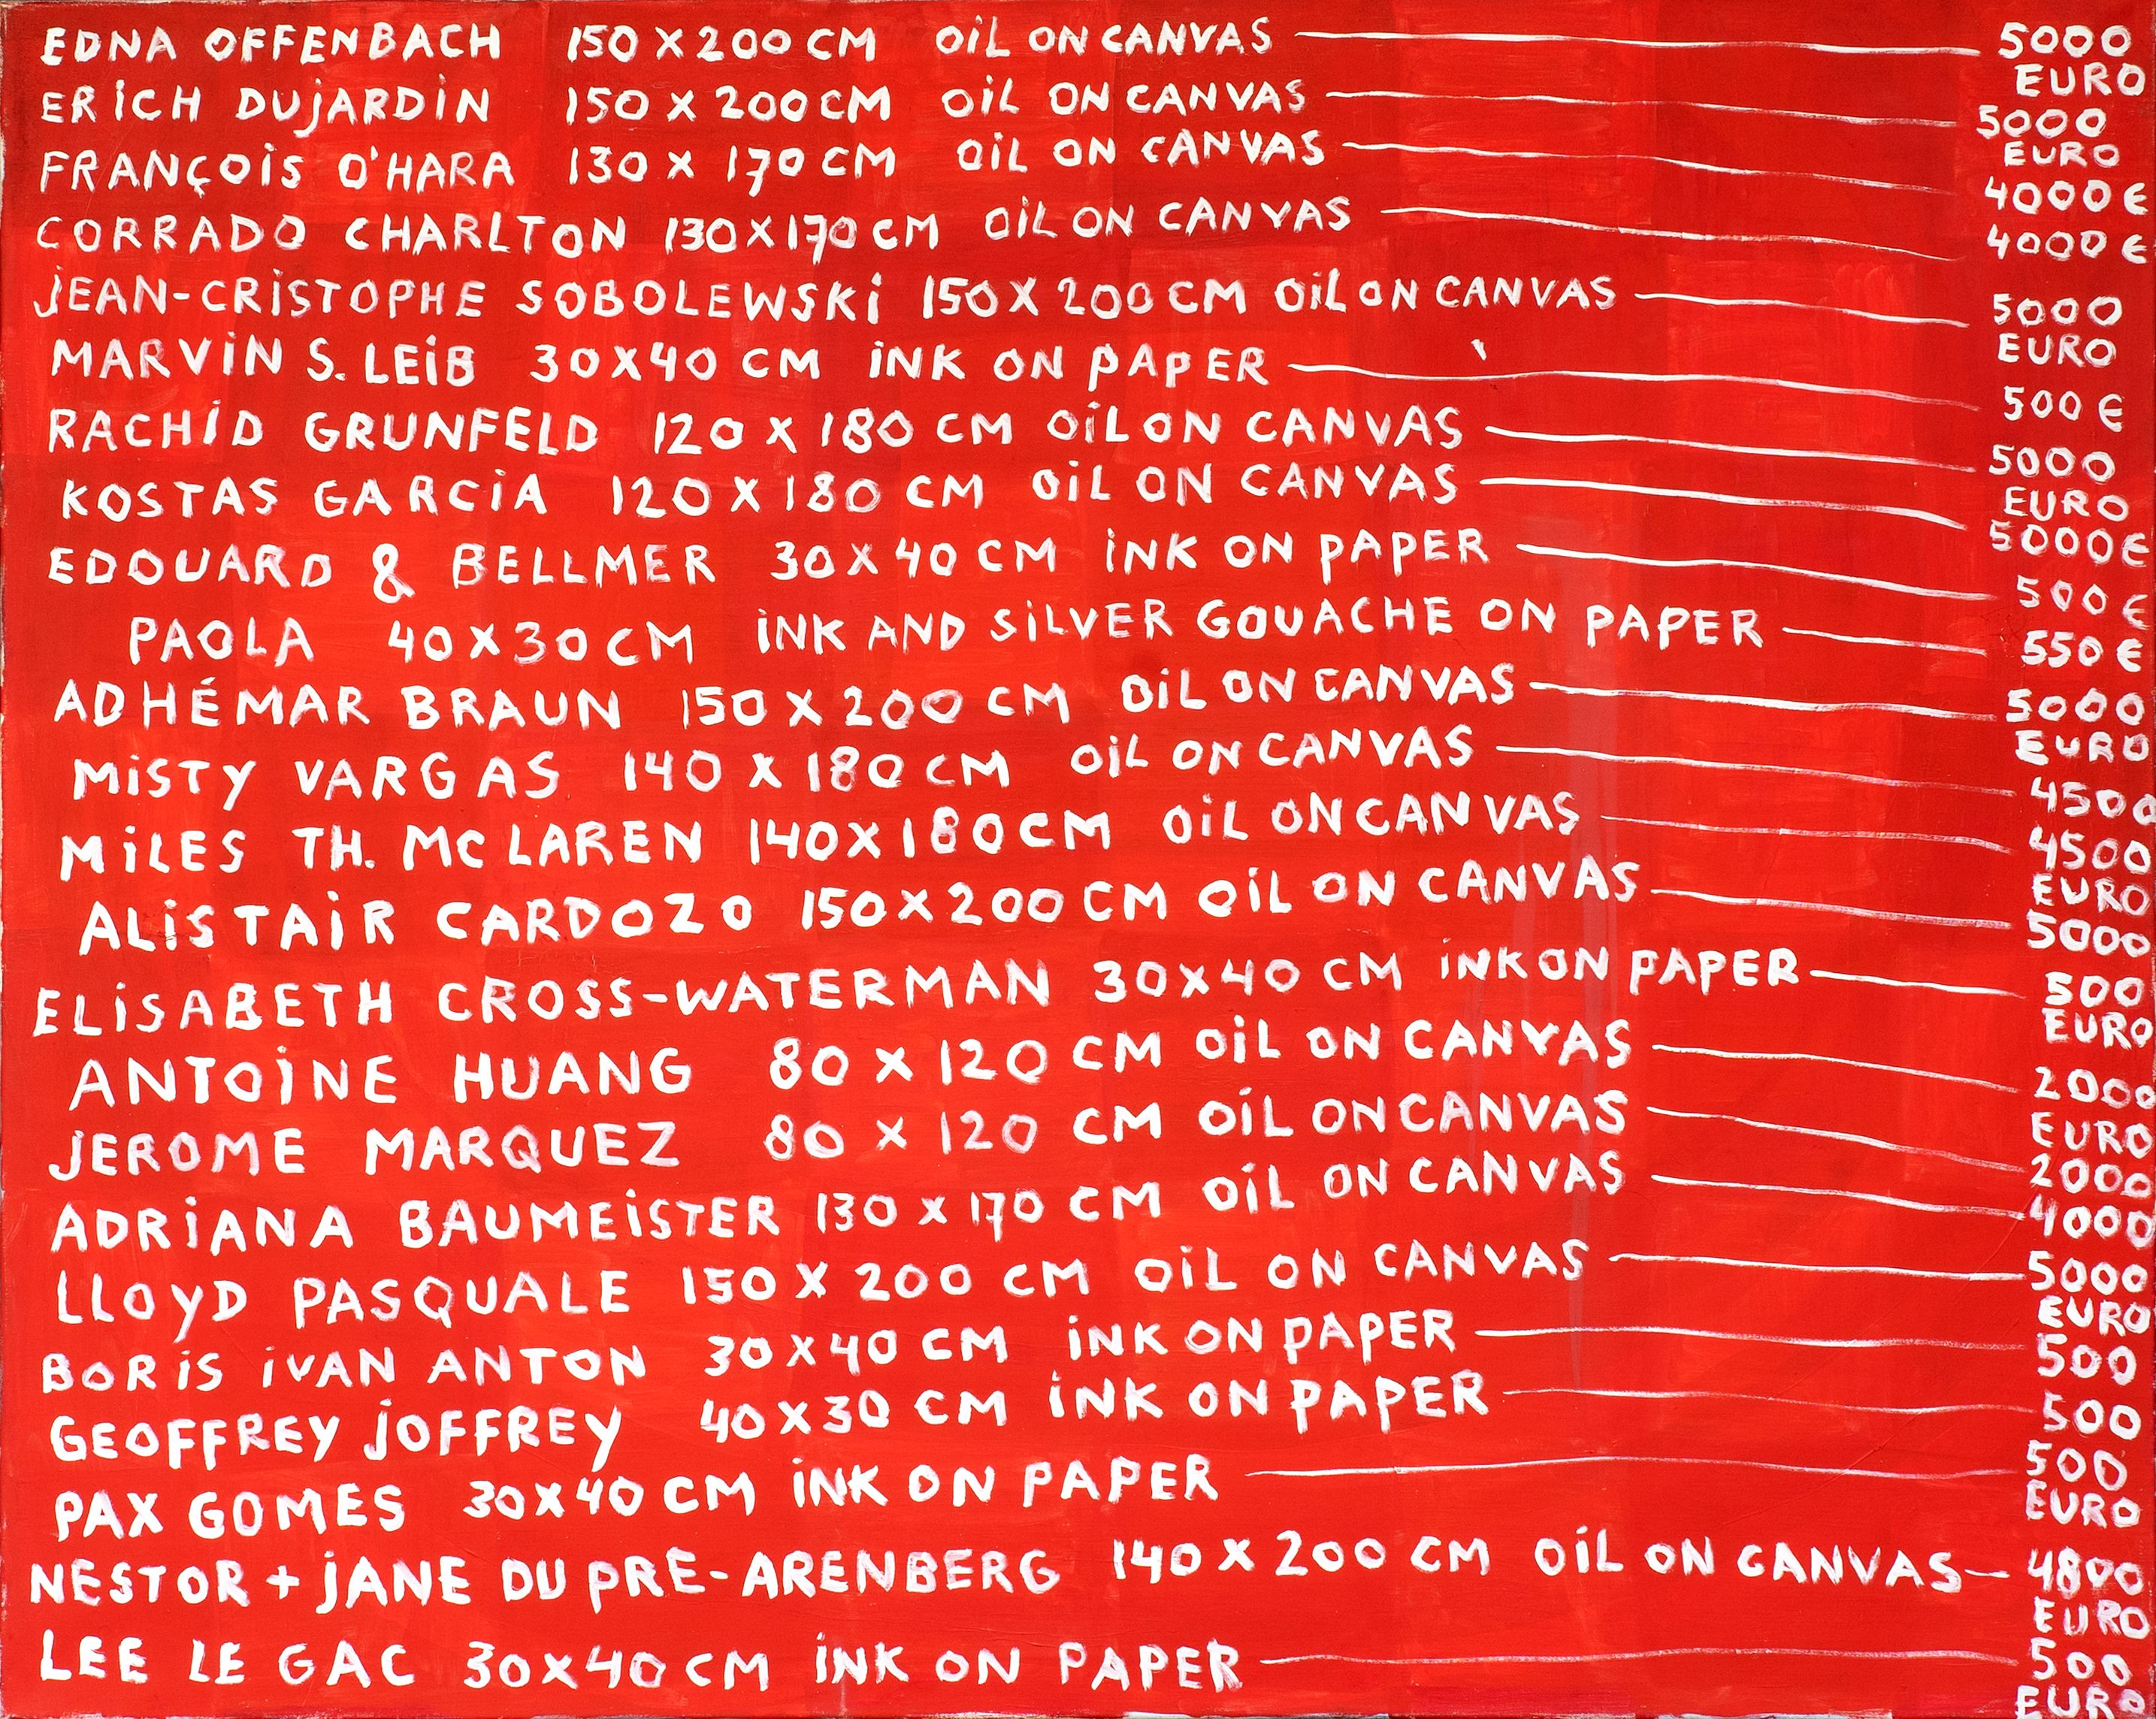 EDNA OFFENBACH 150 X 200 CM OIL ON CANVAS 5000 EURO
ERICH DUJARDIN 150 X 200 CM OIL ON CANVAS 5000 EURO
FRANÇOIS O'HARA 130 X 170 CM OIL ON CANVAS 4000 €
CORRADO CHARLTON 130 X 170 CM OIL ON CANVAS 4000 €
JEAN-CRISTOPHE SOBOLEWSKI 150 X 200 CM OIL ON CANVAS 5000 EURO
MARVIN S. LEIB 30 X 40 CM INK ON PAPER 500 €
RACHID GRUNFELD 120 X 180 CM OIL ON CANVAS 5000 EURO
KOSTAS GARCIA 120 X 180 CM OIL ON CANVAS 5000 €
EDOUARD & BELLMER 30 X 40 CM INK ON PAPER 500 €
PAOLA 40 X 30 CM INK AND SILVER GOUACHE ON PAPER 550 €
ADHÉMAR BRAUN 150 X 200 CM OIL ON CANVAS 5000 EURO
MISTY VARGAS 140 X 180 CM OIL ON CANVAS 4500
MILES TH. MC LAREN 140 X 180 CM OIL ON CANVAS 4500 EURO
ALISTAIR CARDOZO 150 X 200 CM OIL ON CANVAS 5000
ELISABETH CROSS-WATERMAN 30 X 40 CM INK ON PAPER 500 EURO
ANTOINE HUANG 80 X 120 CM OIL ON CANVAS 2000 EURO
JEROME MARQUEZ 80 X 120 CM OIL ON CANVAS 2000
ADRIANA BAUMEISTER 130 X 170 CM OIL ON CANVAS 4000
LLOYD PASQUALE 150 X 200 CM OIL ON CANVAS 5000 EURO
BORIS IVAN ANTON 30 X 40 CM INK ON PAPER 500
GEOFFREY JOFFREY 40 X 30 CM INK ON PAPER 500
PAX GOMES 30 X 40 CM INK ON PAPER 500 EURO
NESTOR + JANE DU PRE-ARENBERG 140 X 200 CM OIL ON CANVAS 4800 EURO
LEE LE GAC 30 X 40 CM INK ON PAPER 500 EURO